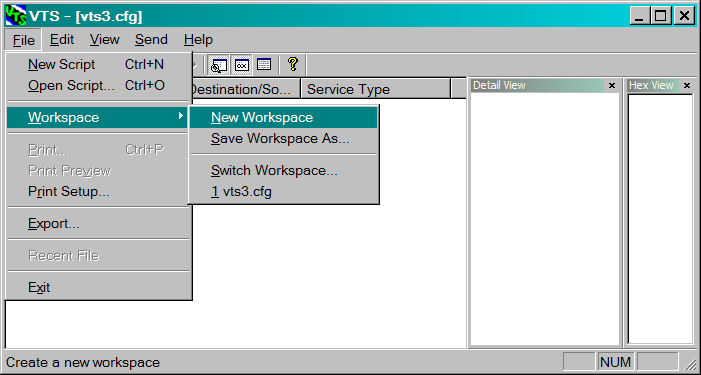 VTS - [vts3.cfg]
File Edit View Send Help
New Script Ctrl+N
Open Script... Ctrl+O
Workspace
Print... Ctrl+P
Print Preview
Print Setup...
Export...
Recent File
Exit
Destination/So... Service Type
New Workspace
Save Workspace As...
Switch Workspace...
1 vts3.cfg
Detail View
Hex View
Create a new workspace
NUM